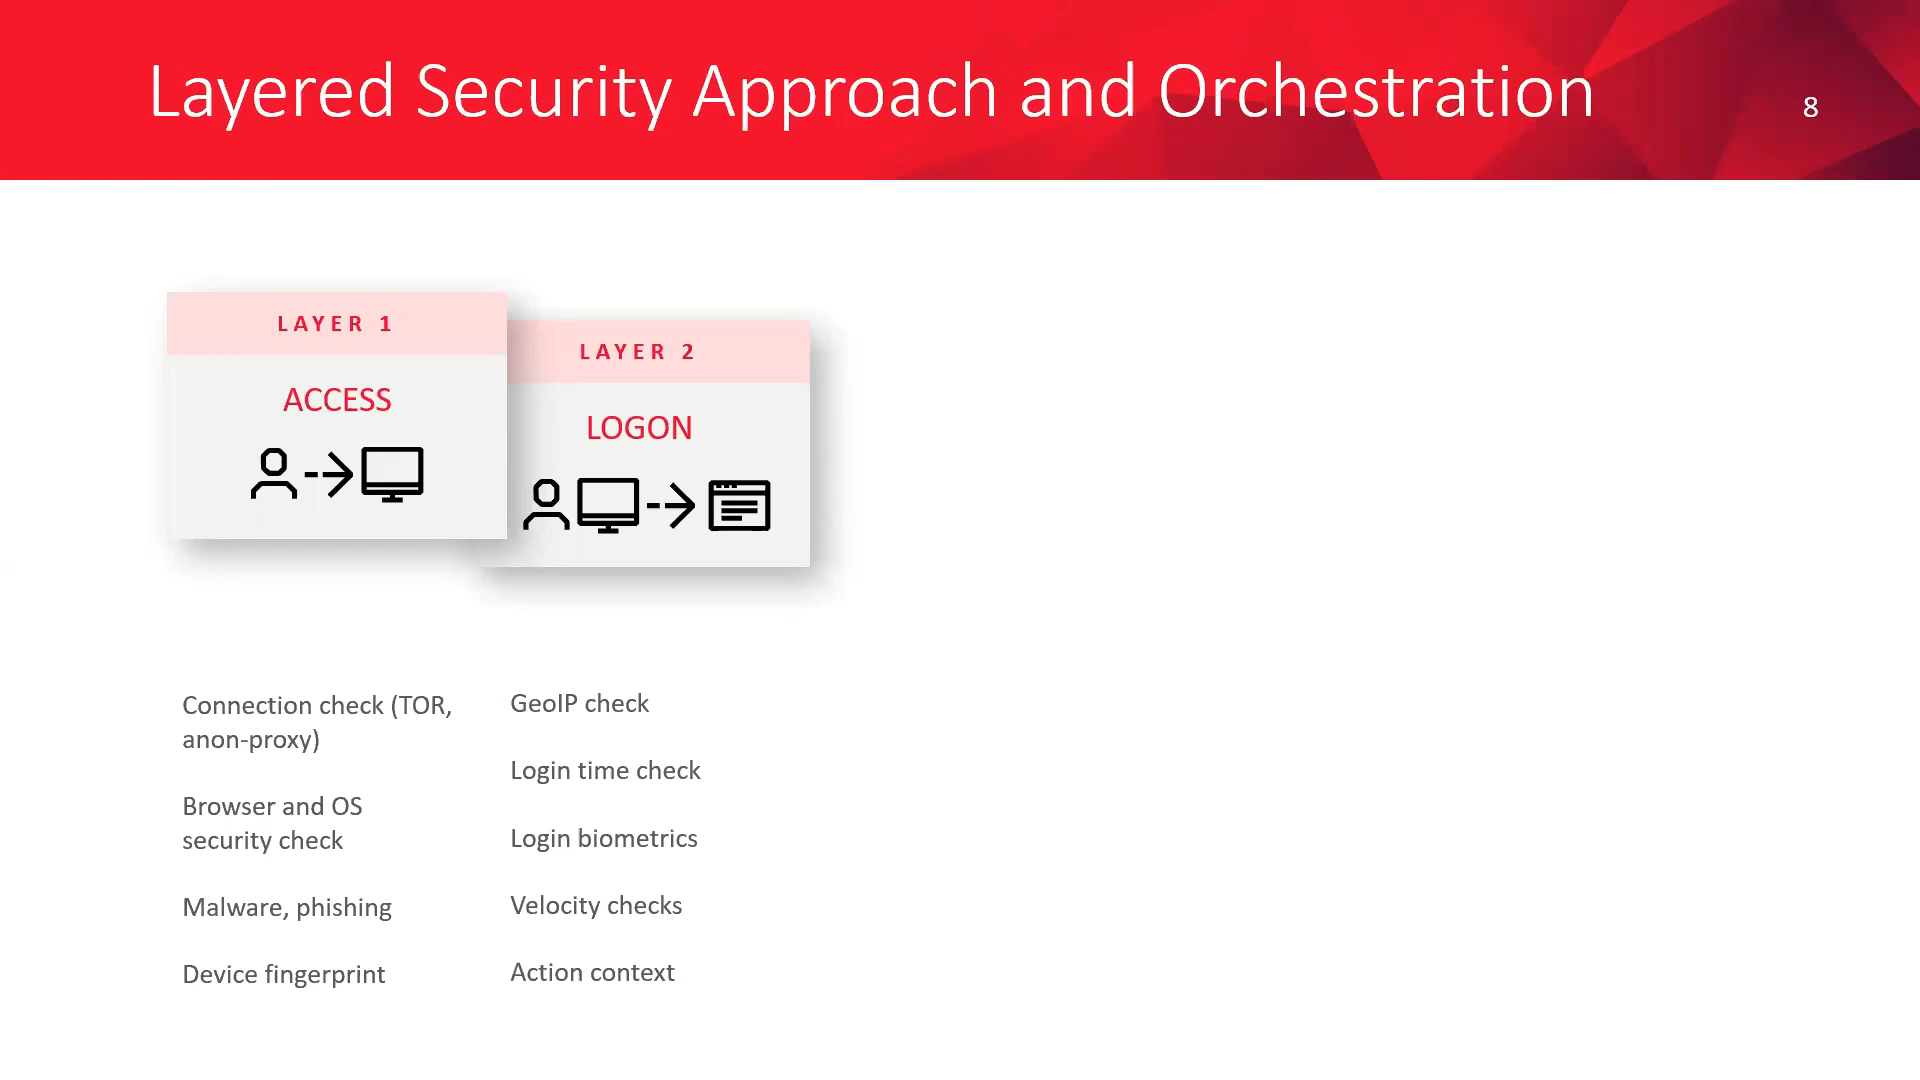 Layered Security Approach and Orchestration
8
LAYER 1
ACCESS
LAYER 2
LOGON
Connection check (TOR,
anon-proxy)
Browser and OS
security check
Malware, phishing
Device fingerprint
GeoIP check
Login time check
Login biometrics
Velocity checks
Action context